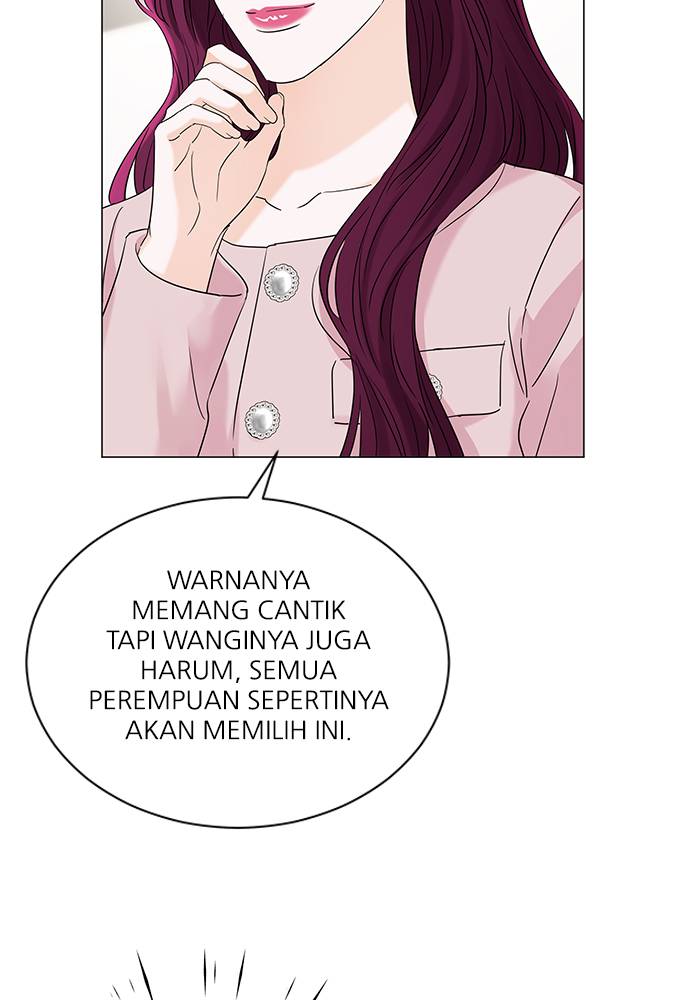 WARNANYA
MEMANG CANTIK
TAPI WANGINYA JUGA
HARUM, SEMUA
PEREMPUAN SEPERTINYA
AKAN MEMILIH INI.